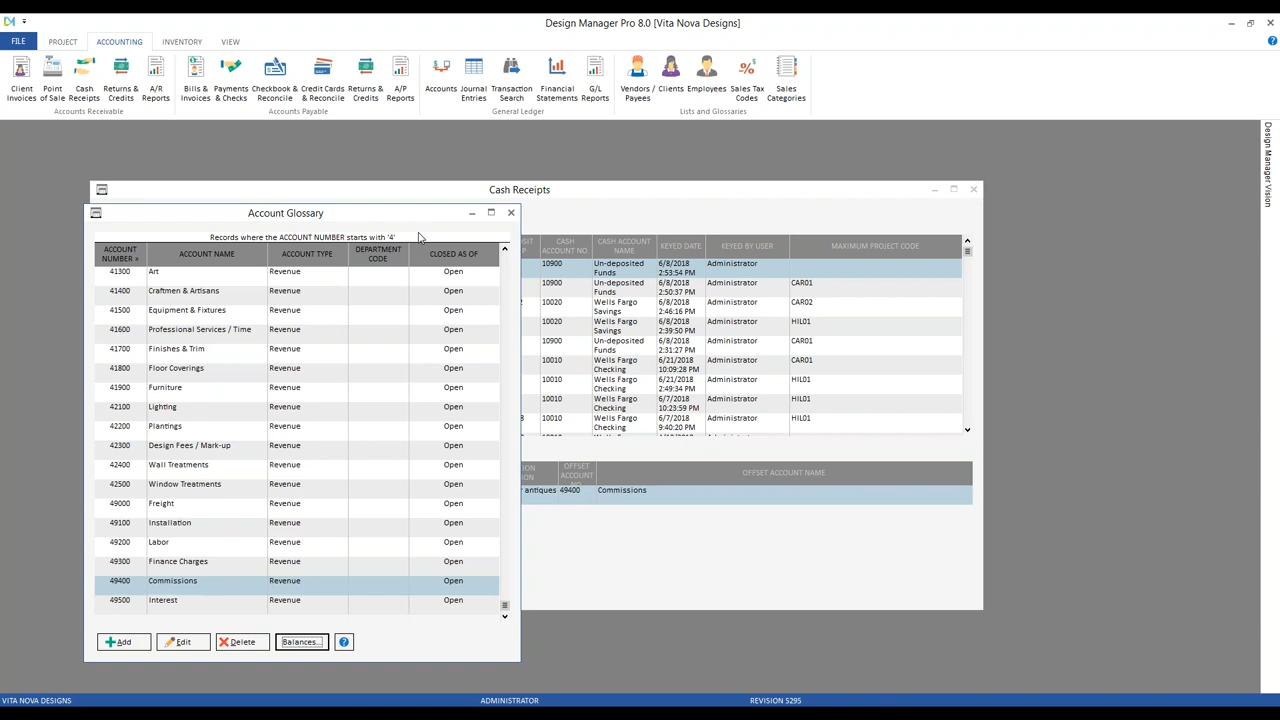 Design Manager Pro 8.0 [Vita Nova Designs]
FILE PROJECT ACCOUNTING INVENTORY VIEW
Client Invoices
Point of Sale
Cash Receipts
Returns & Credits
A/R Reports
Bills & Invoices
Payments & Checks
Checkbook & Reconcile
Credit Cards & Reconcile
Returns & Credits
A/P Reports
Accounts
Journal Entries
Transaction Search
Financial Statements
G/L Reports
Vendors / Payees
Clients
Employees
Sales Tax Codes
Sales Categories
Accounts Receivable
Accounts Payable
General Ledger
Lists and Glossaries
Design Manager Vision
Cash Receipts
Account Glossary
Records where the ACCOUNT NUMBER starts with '4'
ACCOUNT NUMBER ACCOUNT NAME ACCOUNT TYPE DEPARTMENT CODE CLOSED AS OF
41300 Art Revenue Open
41400 Craftmen & Artisans Revenue Open
41500 Equipment & Fixtures Revenue Open
41600 Professional Services / Time Revenue Open
41700 Finishes & Trim Revenue Open
41800 Floor Coverings Revenue Open
41900 Furniture Revenue Open
42100 Lighting Revenue Open
42200 Plantings Revenue Open
42300 Design Fees / Mark-up Revenue Open
42400 Wall Treatments Revenue Open
42500 Window Treatments Revenue Open
49000 Freight Revenue Open
49100 Installation Revenue Open
49200 Labor Revenue Open
49300 Finance Charges Revenue Open
49400 Commissions Revenue Open
49500 Interest Revenue Open
Add Edit Delete Balances...
CASH ACCOUNT NO CASH ACCOUNT NAME KEYED DATE KEYED BY USER MAXIMUM PROJECT CODE
10900 Un-deposited Funds 6/8/2018 2:53:54 PM Administrator
10900 Un-deposited Funds 6/8/2018 2:50:37 PM Administrator CAR01
10020 Wells Fargo Savings 6/8/2018 2:46:16 PM Administrator CAR02
10020 Wells Fargo Savings 6/8/2018 2:39:50 PM Administrator HIL01
10900 Un-deposited Funds 6/8/2018 2:31:27 PM Administrator CAR01
10010 Wells Fargo Checking 6/21/2018 10:09:28 PM Administrator CAR01
10010 Wells Fargo Checking 6/21/2018 2:49:34 PM Administrator HIL01
10010 Wells Fargo Checking 6/7/2018 10:23:59 PM Administrator HIL01
10010 Wells Fargo Checking 6/7/2018 9:40:20 PM Administrator HIL01
OFFSET ACCOUNT OFFSET ACCOUNT NAME
antiques 49400 Commissions
VITA NOVA DESIGNS ADMINISTRATOR REVISION 5295